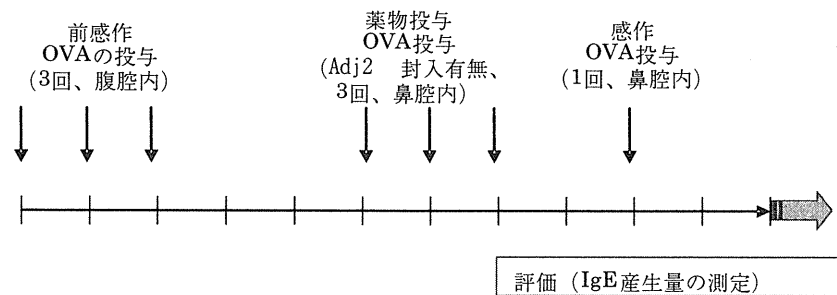 前感作
OVAの投与
(3回、腹腔内)
薬物投与
OVA投与
(Adj2 封入有無、
3回、鼻腔内)
感作
OVA投与
(1回、鼻腔内)
評価 (IgE産生量の測定)